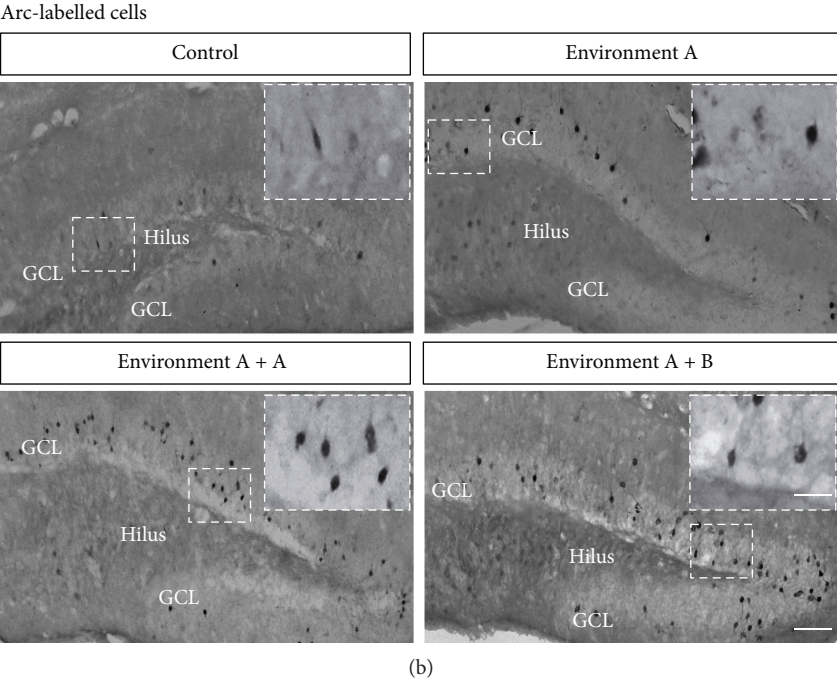 Arc-labelled cells
Control
Environment A
Hilus
GCL
GCL
GCL
Hilus
GCL
Environment A + A
Environment A + B
GCL
Hilus
GCL
GCL
Hilus
GCL
(b)